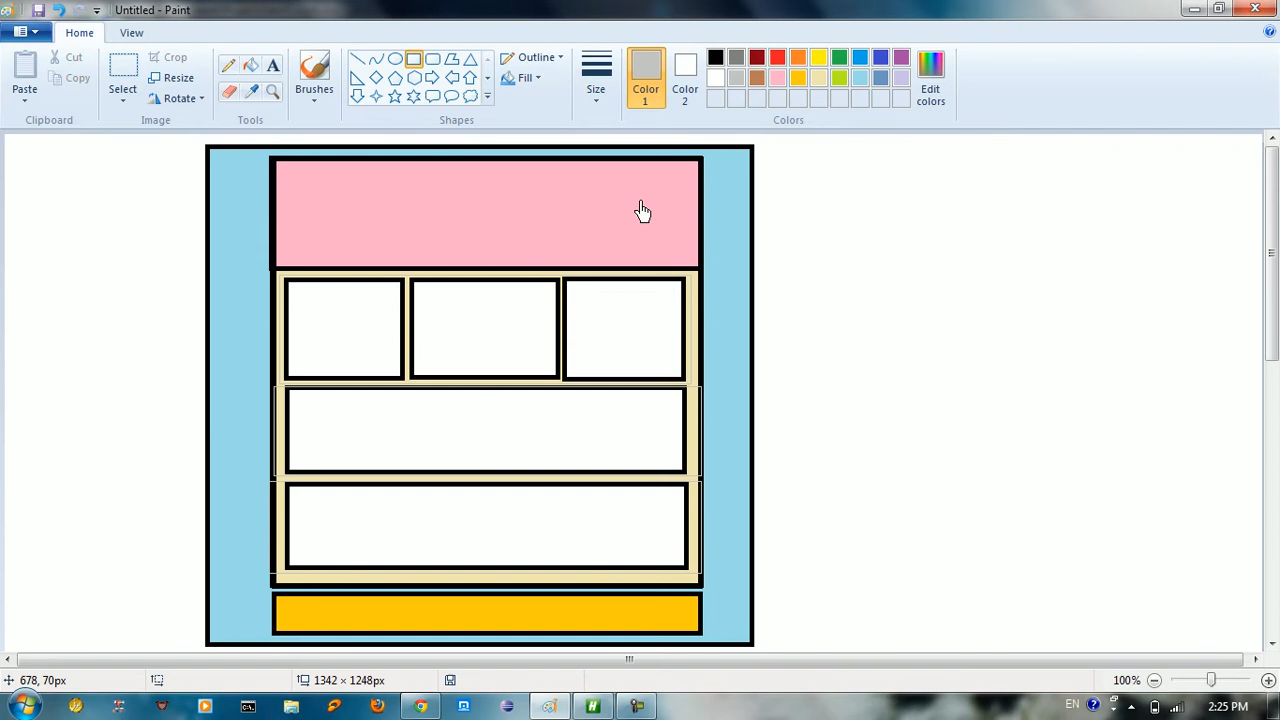 Untitled - Paint
Home View
Paste
Cut
Copy
Clipboard
Select
Crop
Resize
Rotate
Image
Tools
Brushes
Outline
Fill
Shapes
Size
Color 1
Color 2
Edit colors
Colors
678, 70px
1342 × 1248px
100%
EN
2:25 PM